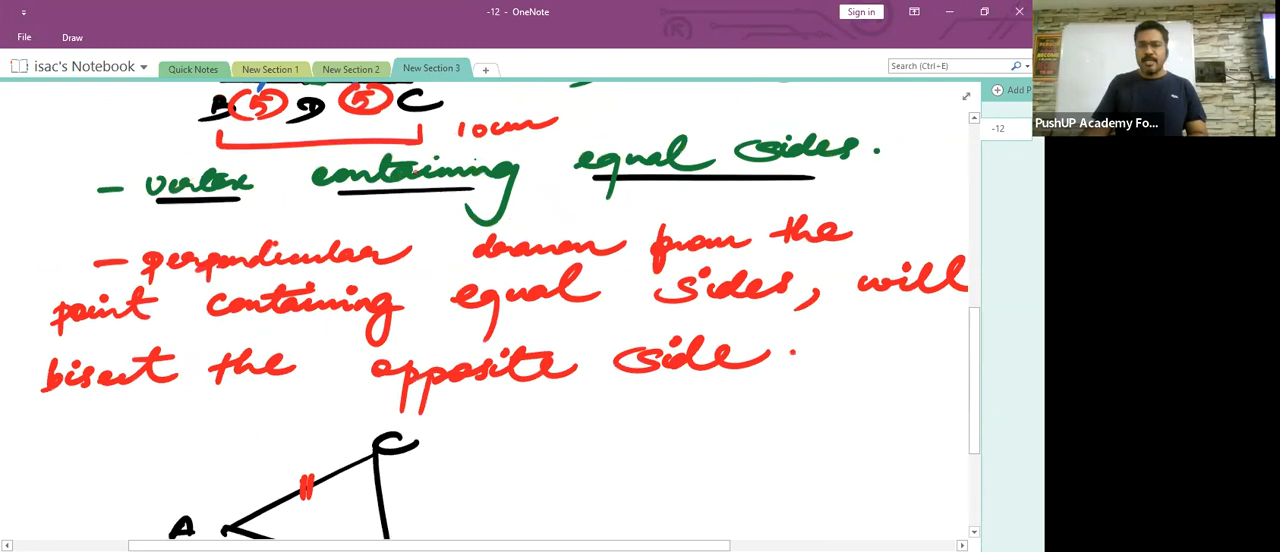 -12 - OneNote
Sign in
File
Draw
isac's Notebook
Quick Notes
New Section 1
New Section 2
New Section 3
+
Search (Ctrl+E)
Add P
-12
PushUP Academy Fo...
B 5 D 5 C
10cm
- vertex containing equal sides.
- perpendicular drawn from the
point containing equal sides, will
bisect the opposite side.
C
A